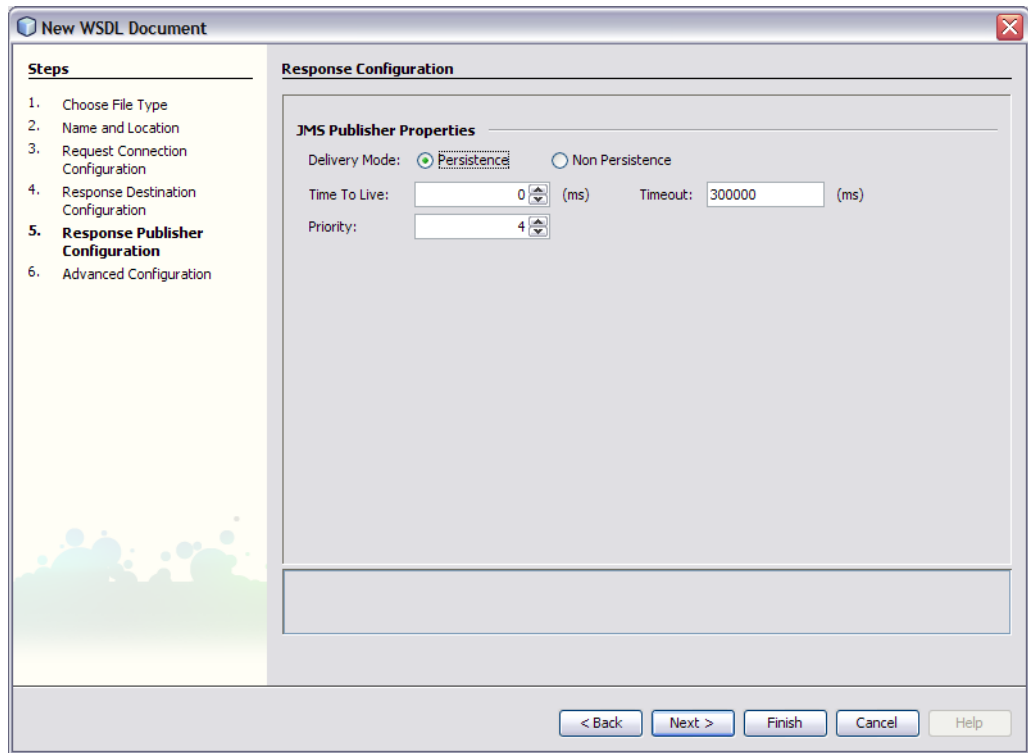 New WSDL Document
Steps
1. Choose File Type
2. Name and Location
3. Request Connection
Configuration
4. Response Destination
Configuration
5. Response Publisher
Configuration
6. Advanced Configuration
Response Configuration
JMS Publisher Properties
Delivery Mode: Persistence Non Persistence
Time To Live: 0 (ms) Timeout: 300000 (ms)
Priority: 4
< Back Next > Finish Cancel Help